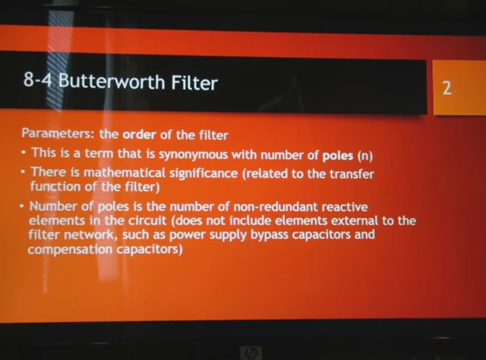 8-4 Butterworth Filter
2
Parameters: the order of the filter
• This is a term that is synonymous with number of poles (n)
• There is mathematical significance (related to the transfer
function of the filter)
• Number of poles is the number of non-redundant reactive
elements in the circuit (does not include elements external to the
filter network, such as power supply bypass capacitors and
compensation capacitors)
hp